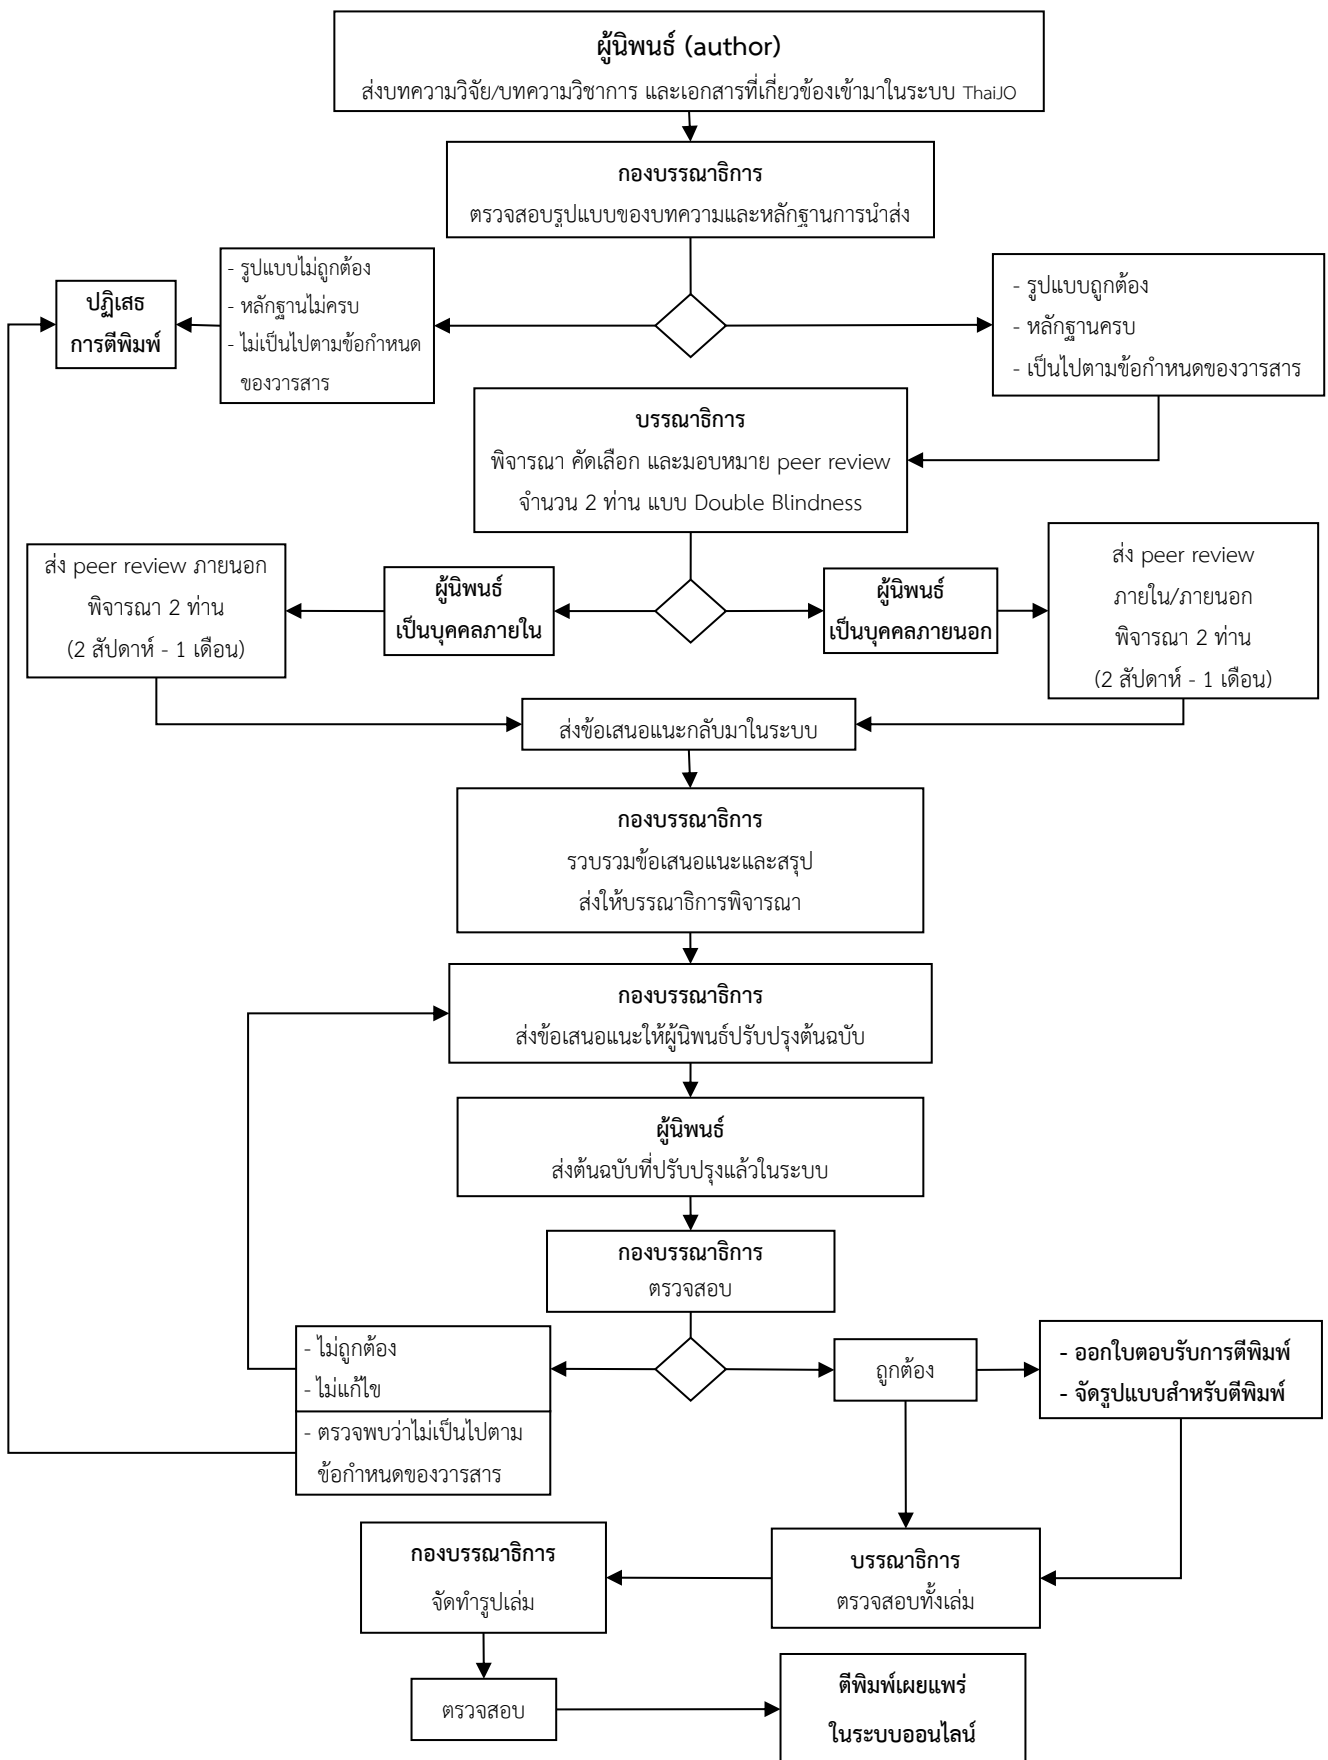 ผู้นิพนธ์ (author)
ส่งบทความวิจัย/บทความวิชาการ และเอกสารที่เกี่ยวข้องเข้ามาในระบบ ThaiJO
กองบรรณาธิการ
ตรวจสอบรูปแบบของบทความและหลักฐานการนำส่ง
- รูปแบบไม่ถูกต้อง
- หลักฐานไม่ครบ
- ไม่เป็นไปตามข้อกำหนด
ของวารสาร
ปฏิเสธ
การตีพิมพ์
- รูปแบบถูกต้อง
- หลักฐานครบ
- เป็นไปตามข้อกำหนดของวารสาร
บรรณาธิการ
พิจารณา คัดเลือก และมอบหมาย peer review
จำนวน 2 ท่าน แบบ Double Blindness
ส่ง peer review ภายนอก
พิจารณา 2 ท่าน
(2 สัปดาห์ - 1 เดือน)
ผู้นิพนธ์
เป็นบุคคลภายใน
ผู้นิพนธ์
เป็นบุคคลภายนอก
ส่ง peer review
ภายใน/ภายนอก
พิจารณา 2 ท่าน
(2 สัปดาห์ - 1 เดือน)
ส่งข้อเสนอแนะกลับมาในระบบ
กองบรรณาธิการ
รวบรวมข้อเสนอแนะและสรุป
ส่งให้บรรณาธิการพิจารณา
กองบรรณาธิการ
ส่งข้อเสนอแนะให้ผู้นิพนธ์ปรับปรุงต้นฉบับ
ผู้นิพนธ์
ส่งต้นฉบับที่ปรับปรุงแล้วในระบบ
กองบรรณาธิการ
ตรวจสอบ
- ไม่ถูกต้อง
- ไม่แก้ไข
- ตรวจพบว่าไม่เป็นไปตาม
ข้อกำหนดของวารสาร
ถูกต้อง
- ออกใบตอบรับการตีพิมพ์
- จัดรูปแบบสำหรับตีพิมพ์
กองบรรณาธิการ
จัดทำรูปเล่ม
บรรณาธิการ
ตรวจสอบทั้งเล่ม
ตรวจสอบ
ตีพิมพ์เผยแพร่
ในระบบออนไลน์